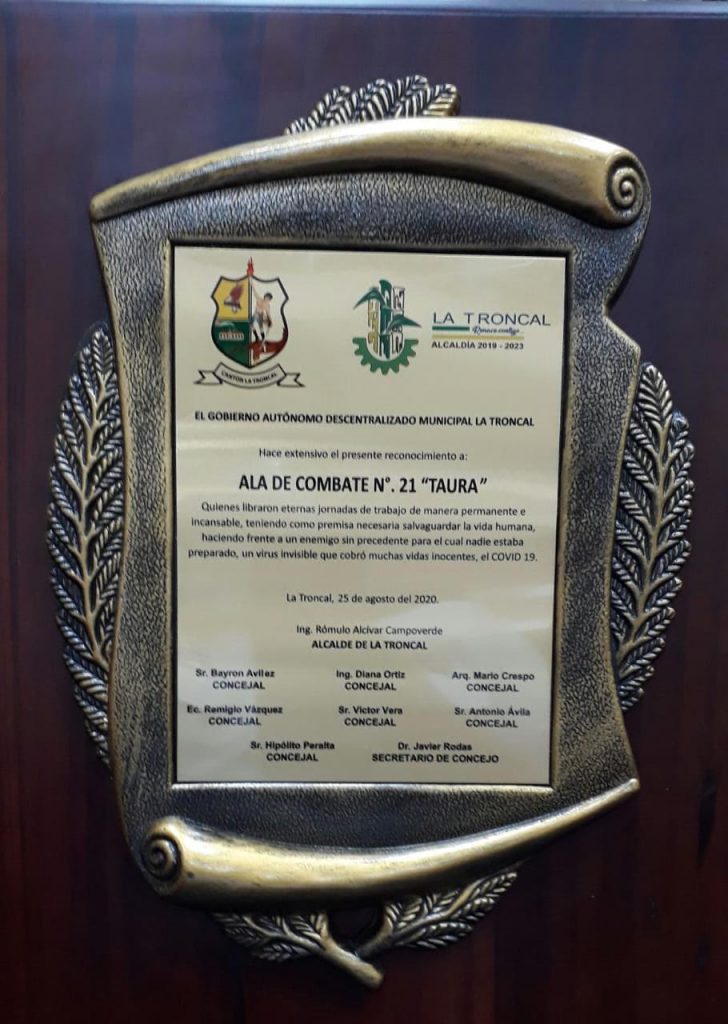 CANTÓN LA TRONCAL
LA TRONCAL
Renace contigo
ALCALDÍA 2019 - 2023
EL GOBIERNO AUTÓNOMO DESCENTRALIZADO MUNICIPAL LA TRONCAL
Hace extensivo el presente reconocimiento a:
ALA DE COMBATE N°. 21 “TAURA”
Quienes libraron eternas jornadas de trabajo de manera permanente e
incansable, teniendo como premisa necesaria salvaguardar la vida humana,
haciendo frente a un enemigo sin precedente para el cual nadie estaba
preparado, un virus invisible que cobró muchas vidas inocentes, el COVID 19.
La Troncal, 25 de agosto del 2020.
Ing. Rómulo Alcívar Campoverde
ALCALDE DE LA TRONCAL
Sr. Bayron Avilez Ing. Diana Ortiz Arq. Mario Crespo
CONCEJAL CONCEJAL CONCEJAL
Ec. Remigio Vázquez Sr. Victor Vera Sr. Antonio Ávila
CONCEJAL CONCEJAL CONCEJAL
Sr. Hipólito Peralta Dr. Javier Rodas
CONCEJAL SECRETARIO DE CONCEJO